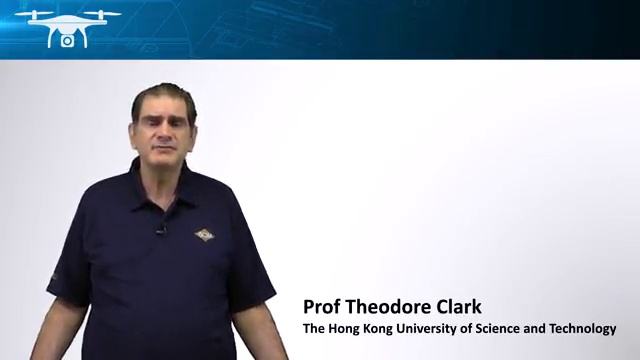 Prof Theodore Clark
The Hong Kong University of Science and Technology